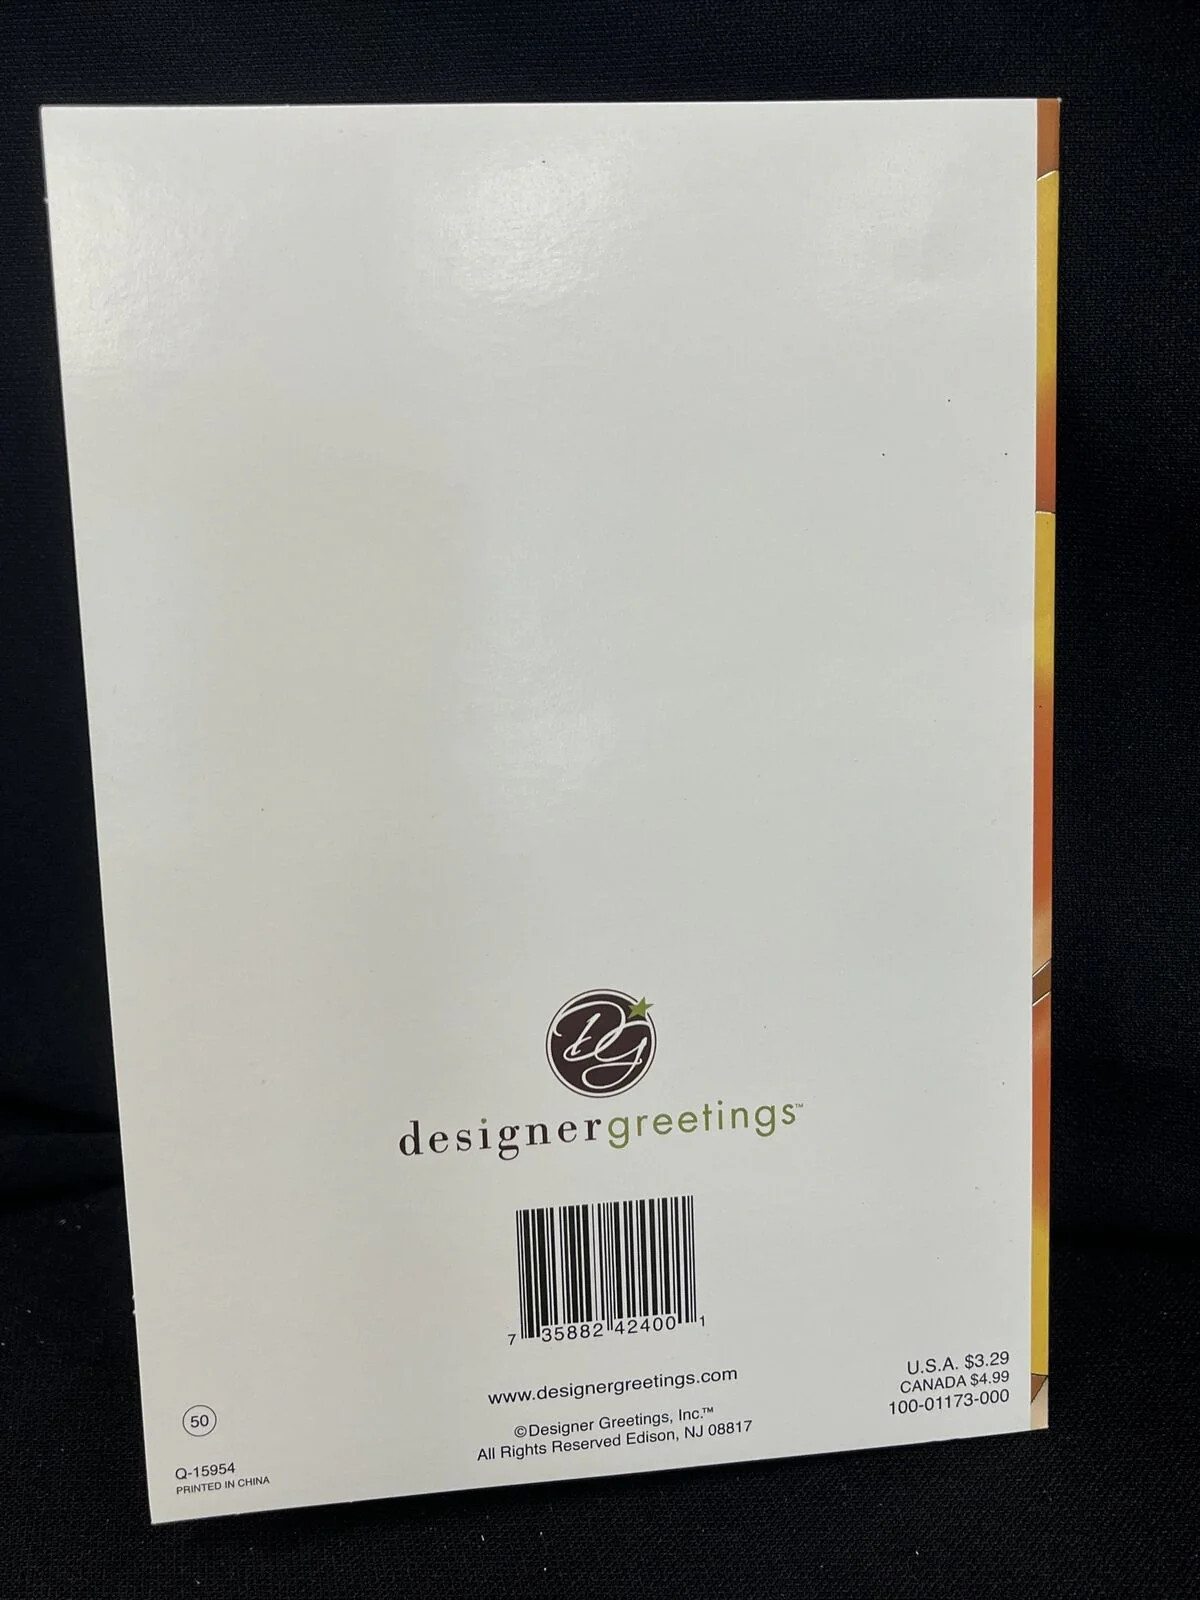 DG
designergreetings™
7 35882 42400 1
www.designergreetings.com
©Designer Greetings, Inc.™
All Rights Reserved Edison, NJ 08817
U.S.A. $3.29
CANADA $4.99
100-01173-000
50
Q-15954
PRINTED IN CHINA